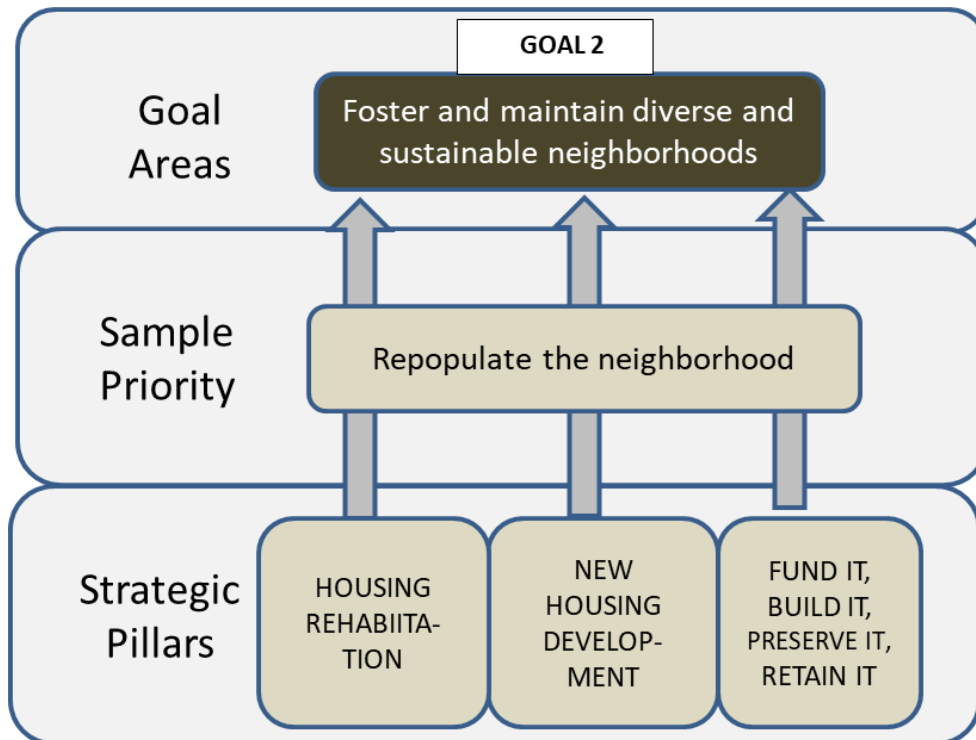 GOAL 2
Goal
Areas
Foster and maintain diverse and
sustainable neighborhoods
Sample
Priority
Repopulate the neighborhood
Strategic
Pillars
HOUSING
REHABIITA-
TION
NEW
HOUSING
DEVELOP-
MENT
FUND IT,
BUILD IT,
PRESERVE IT,
RETAIN IT